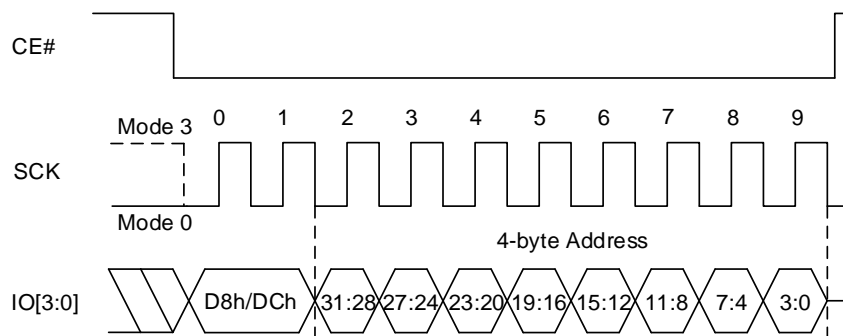 CE#
0 1 2 3 4 5 6 7 8 9
Mode 3
SCK
Mode 0
4-byte Address
IO[3:0] D8h/DCh 31:28 27:24 23:20 19:16 15:12 11:8 7:4 3:0